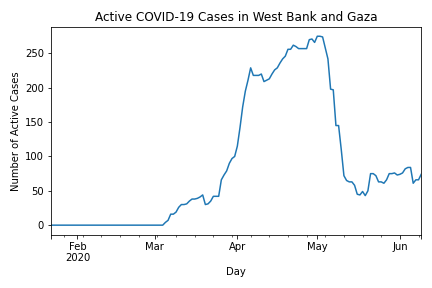 Active COVID-19 Cases in West Bank and Gaza
Number of Active Cases
250
200
150
100
50
0
Feb
2020
Mar
Apr
May
Jun
Day